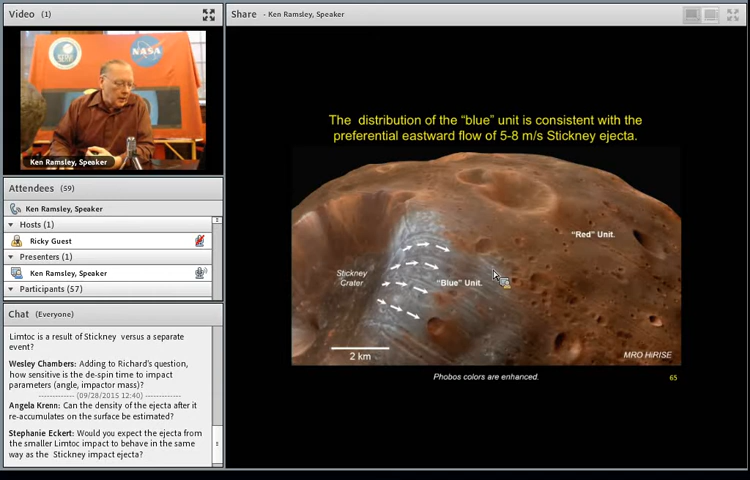 Video (1)
SERVI
NASA
Ken Ramsley, Speaker
Attendees (59)
Ken Ramsley, Speaker
Hosts (1)
Ricky Guest
Presenters (1)
Ken Ramsley, Speaker
Participants (57)
Chat (Everyone)
Limtoc is a result of Stickney versus a separate
event?
Wesley Chambers: Adding to Richard's question,
how sensitive is the de-spin time to impact
parameters (angle, impactor mass)?
-------------- (09/28/2015 12:40) --------------
Angela Krenn: Can the density of the ejecta after it
re-accumulates on the surface be estimated?
Stephanie Eckert: Would you expect the ejecta from
the smaller Limtoc impact to behave in the same
way as the Stickney impact ejecta?
Share - Ken Ramsley, Speaker
The distribution of the “blue” unit is consistent with the
preferential eastward flow of 5-8 m/s Stickney ejecta.
“Red” Unit.
Stickney
Crater
“Blue” Unit.
2 km
MRO HiRISE
Phobos colors are enhanced.
65